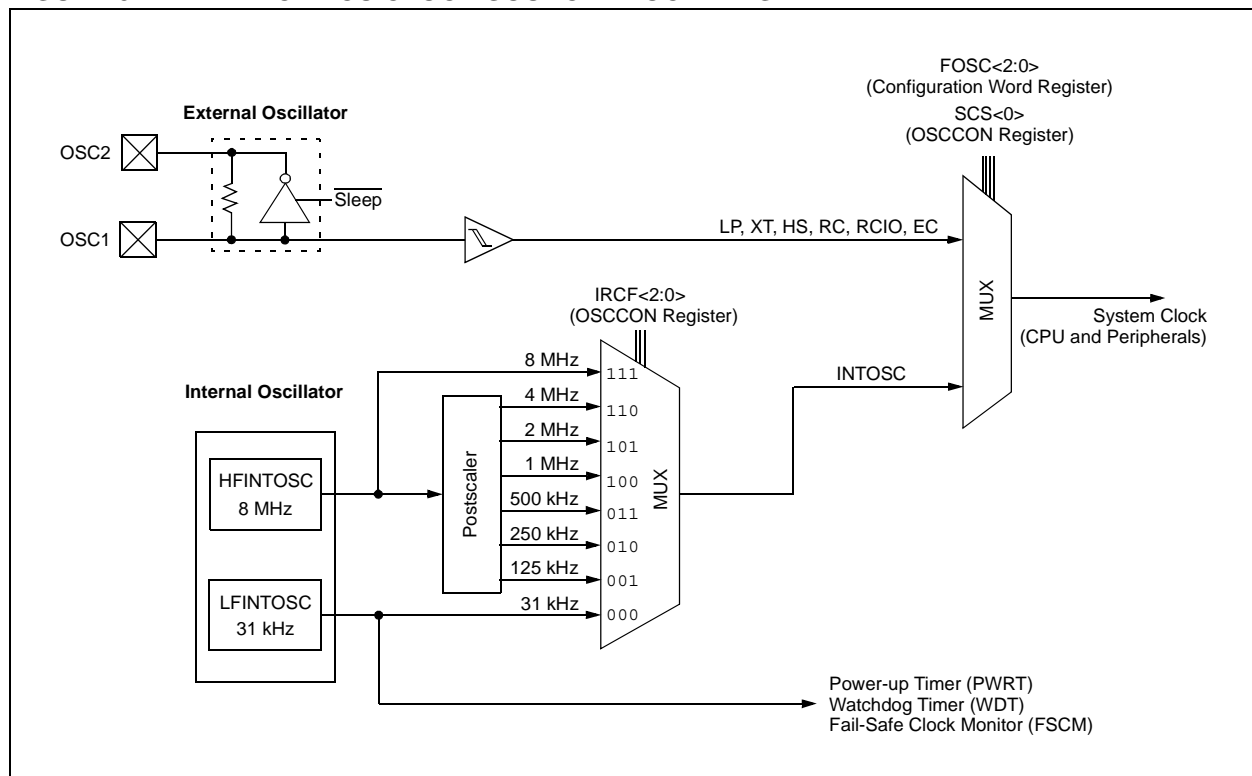 FOSC<2:0>
(Configuration Word Register)
SCS<0>
(OSCCON Register)
External Oscillator
OSC2
Sleep
OSC1
LP, XT, HS, RC, RCIO, EC
MUX
System Clock
(CPU and Peripherals)
IRCF<2:0>
(OSCCON Register)
INTOSC
Internal Oscillator
HFINTOSC
8 MHz
LFINTOSC
31 kHz
Postscaler
8 MHz
111
4 MHz
110
2 MHz
101
1 MHz
100
500 kHz
011
250 kHz
010
125 kHz
001
31 kHz
000
MUX
Power-up Timer (PWRT)
Watchdog Timer (WDT)
Fail-Safe Clock Monitor (FSCM)